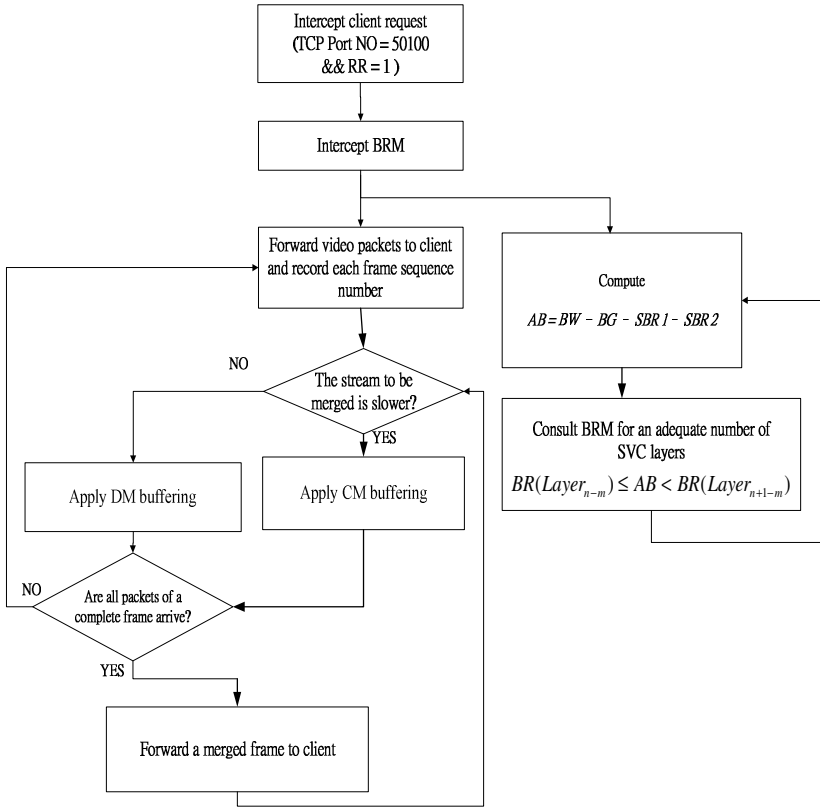 Intercept client request
(TCP Port NO = 50100
&& RR = 1 )
Intercept BRM
Forward video packets to client
and record each frame sequence
number
Compute
AB = BW - BG - SBR1 - SBR2
NO
The stream to be
merged is slower?
YES
Consult BRM for an adequate number of
SVC layers
BR(Layer_{n-m}) ≤ AB < BR(Layer_{n+1-m})
Apply DM buffering
Apply CM buffering
NO
Are all packets of a
complete frame arrive?
YES
Forward a merged frame to client